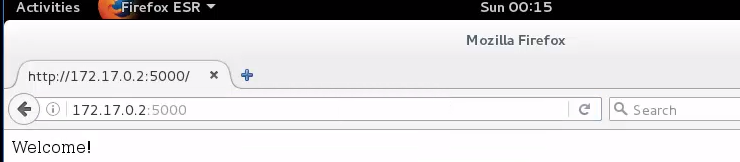 Activities Firefox ESR Sun 00:15
Mozilla Firefox
http://172.17.0.2:5000/
172.17.0.2:5000 Search
Welcome!